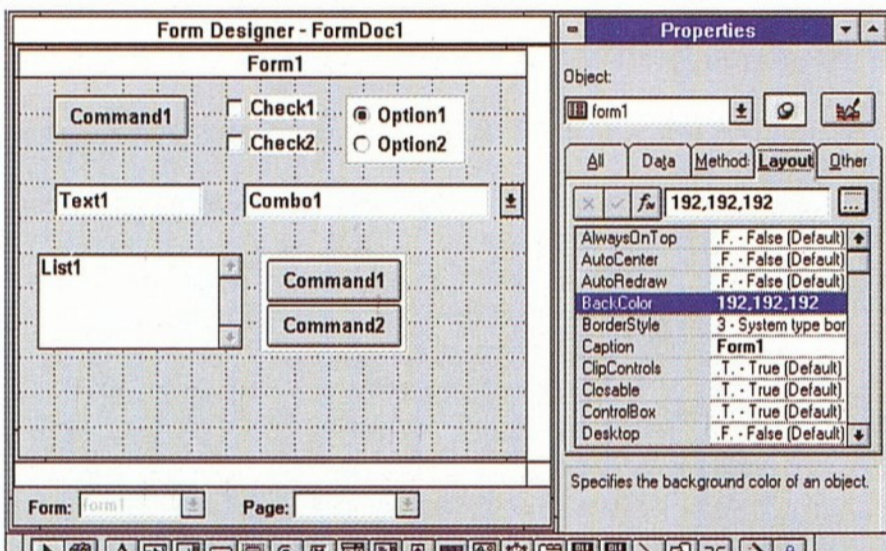 Form Designer - FormDoc1
Form1
Command1
Check1
Check2
Option1
Option2
Text1
Combo1
List1
Command1
Command2
Form: form1
Page:
Properties
Object:
form1
All Data Method: Layout Other
192,192,192
AlwaysOnTop .F. - False (Default)
AutoCenter .F. - False (Default)
AutoRedraw .F. - False (Default)
BackColor 192,192,192
BorderStyle 3 - System type bor
Caption Form1
ClipControls .T. - True (Default)
Closable .T. - True (Default)
ControlBox .T. - True (Default)
Desktop .F. - False (Default)
Specifies the background color of an object.